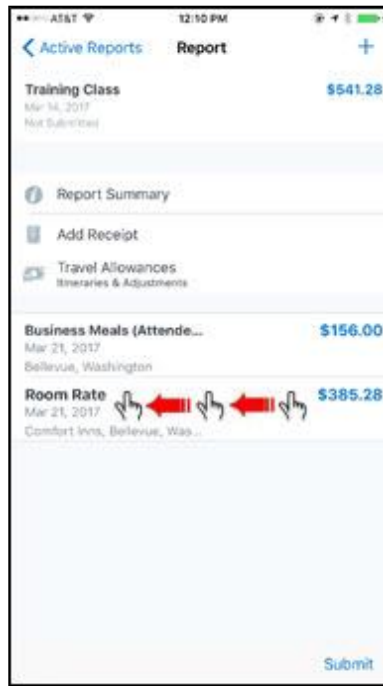 AT&T 12:10 PM
Active Reports Report +
Training Class $541.28
Mar 14, 2017
Not Submitted
Report Summary
Add Receipt
Travel Allowances
Itineraries & Adjustments
Business Meals (Attende... $156.00
Mar 21, 2017
Bellevue, Washington
Room Rate $385.28
Mar 21, 2017
Comfort Inns, Bellevue, Was...
Submit